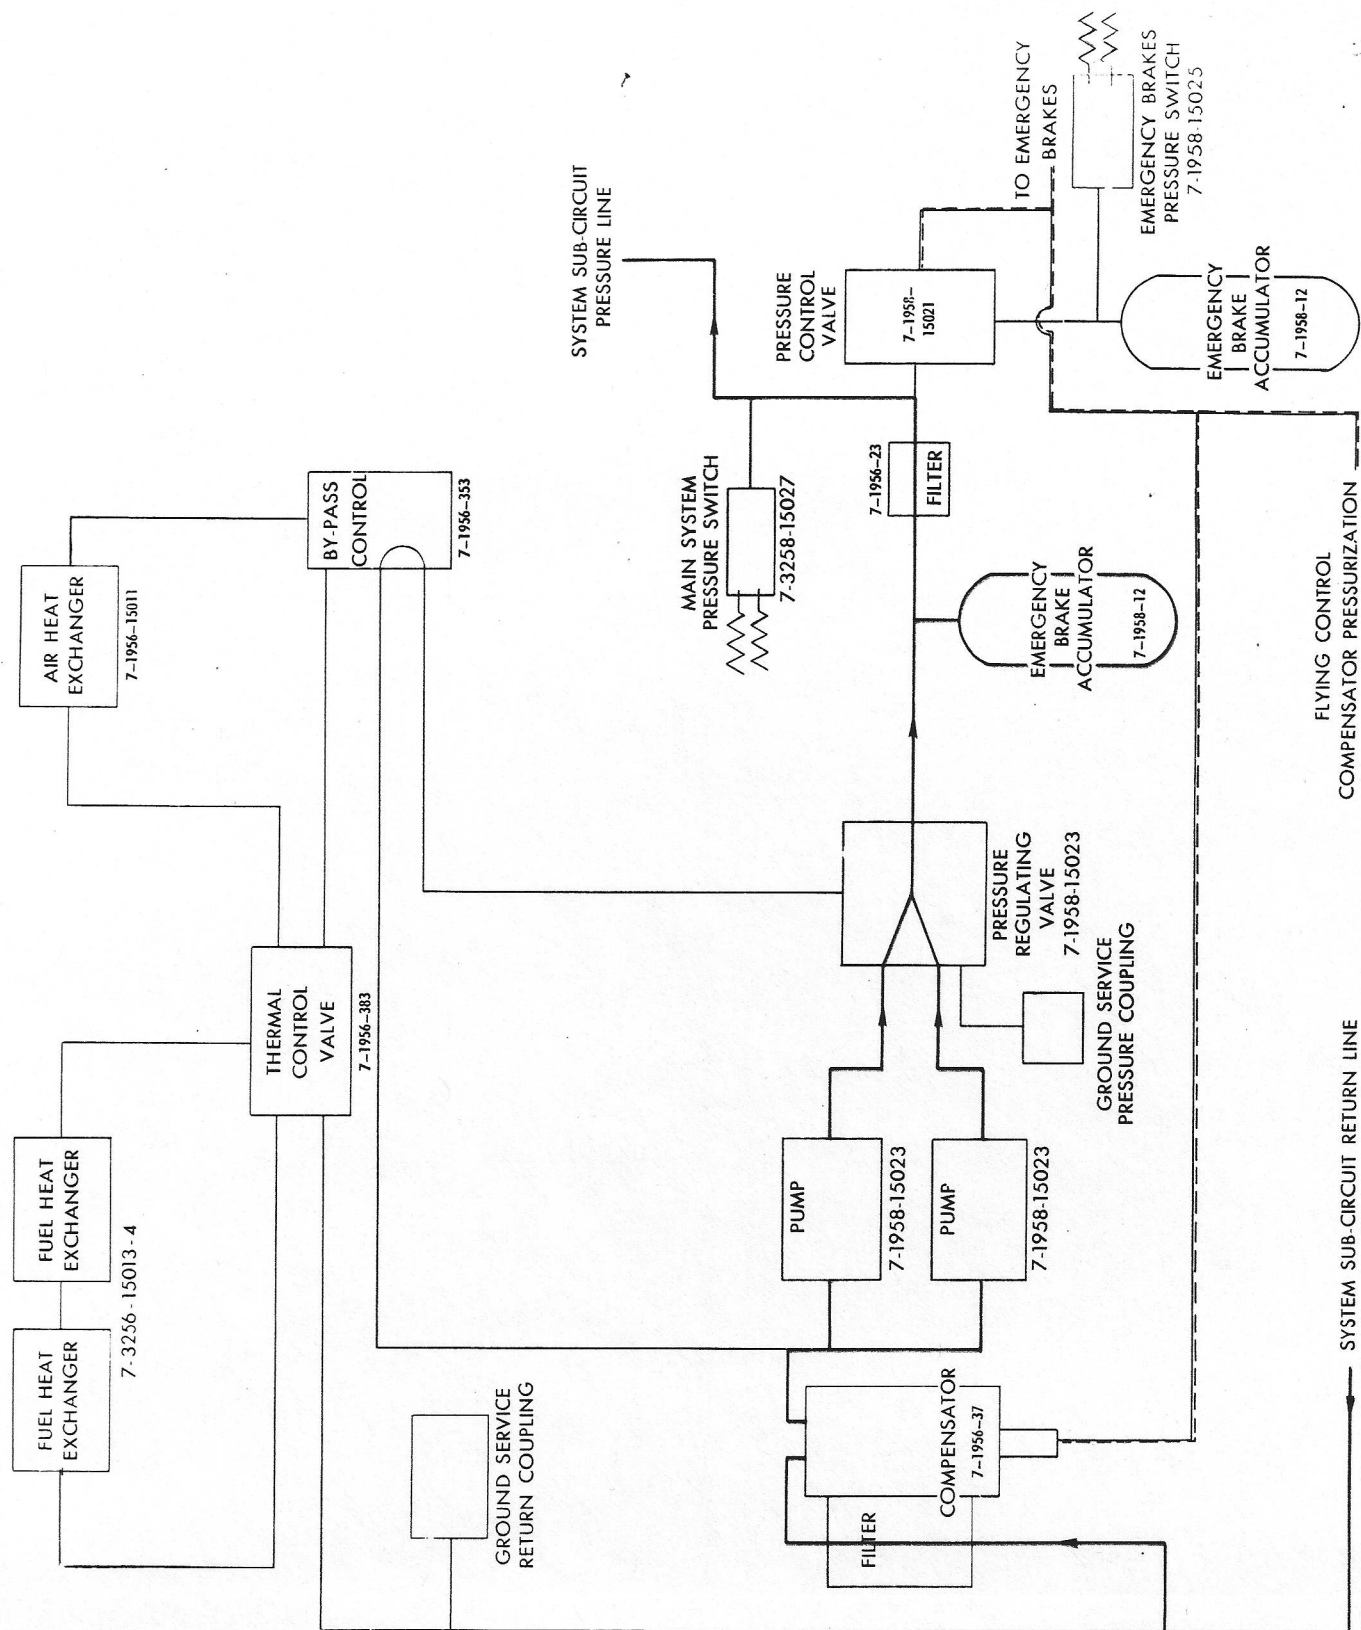 FUEL HEAT
EXCHANGER
FUEL HEAT
EXCHANGER
7-3256-15013-4
AIR HEAT
EXCHANGER
7-1956-15011
THERMAL
CONTROL
VALVE
7-1956-383
BY-PASS
CONTROL
7-1956-353
GROUND SERVICE
RETURN COUPLING
SYSTEM SUB-CIRCUIT
PRESSURE LINE
MAIN SYSTEM
PRESSURE SWITCH
7-3258-15027
PRESSURE
CONTROL
VALVE
7-1958-
15021
TO EMERGENCY
BRAKES
EMERGENCY BRAKES
PRESSURE SWITCH
7-1958-15025
7-1956-23
FILTER
PUMP
7-1958-15023
PUMP
7-1958-15023
PRESSURE
REGULATING
VALVE
7-1958-15023
GROUND SERVICE
PRESSURE COUPLING
EMERGENCY
BRAKE
ACCUMULATOR
7-1958-12
EMERGENCY
BRAKE
ACCUMULATOR
7-1958-12
FILTER
COMPENSATOR
7-1956-37
FLYING CONTROL
COMPENSATOR PRESSURIZATION
SYSTEM SUB-CIRCUIT RETURN LINE